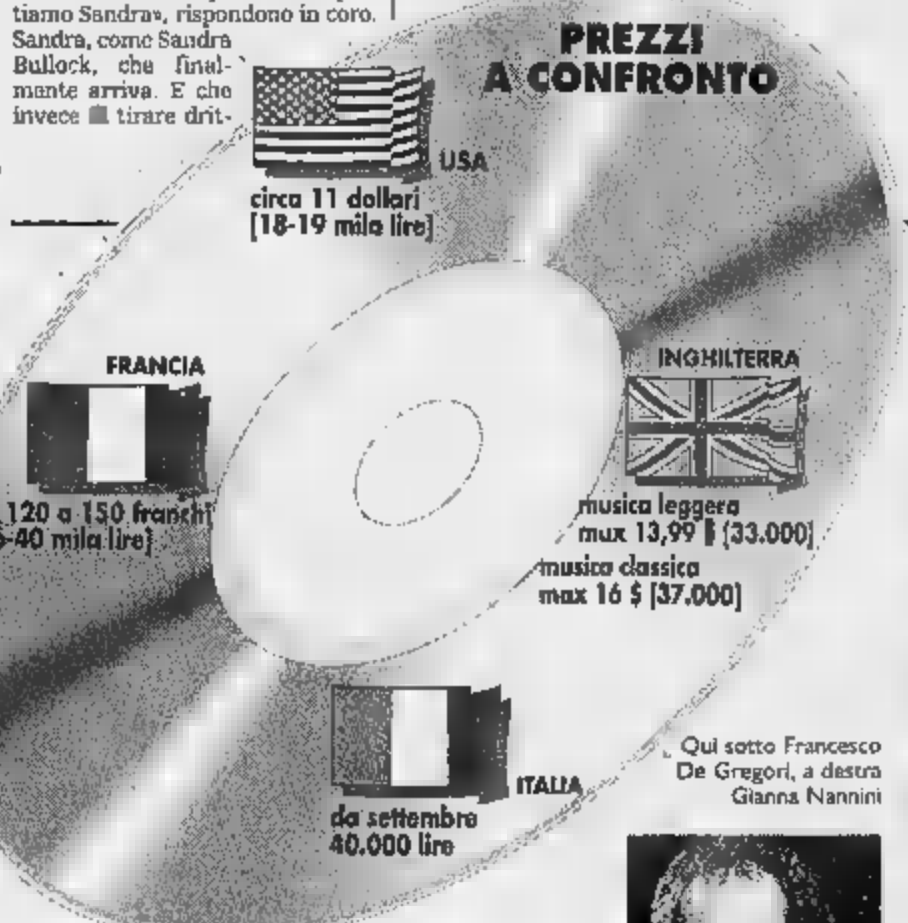 tiamo Sandra», rispondono in coro.
Sandra, come Sandra
Bullock, che final-
mente arriva. E che
invece tirare drit-
PREZZI
A CONFRONTO
USA
circa 11 dollari
[18-19 mila lire]
FRANCIA
120 a 150 franchi
-40 mila lire]
INGHILTERRA
musica leggera
max 13,99 [33.000]
musica classica
max 16 $ [37.000]
ITALIA
da settembre
40.000 lire
Qui sotto Francesco
De Gregori, a destra
Gianna Nannini